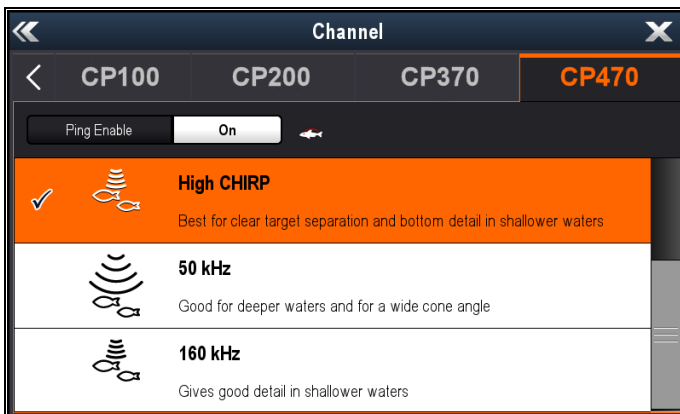 Channel
CP100 CP200 CP370 CP470
Ping Enable On
High CHIRP
Best for clear target separation and bottom detail in shallower waters
50 kHz
Good for deeper waters and for a wide cone angle
160 kHz
Gives good detail in shallower waters